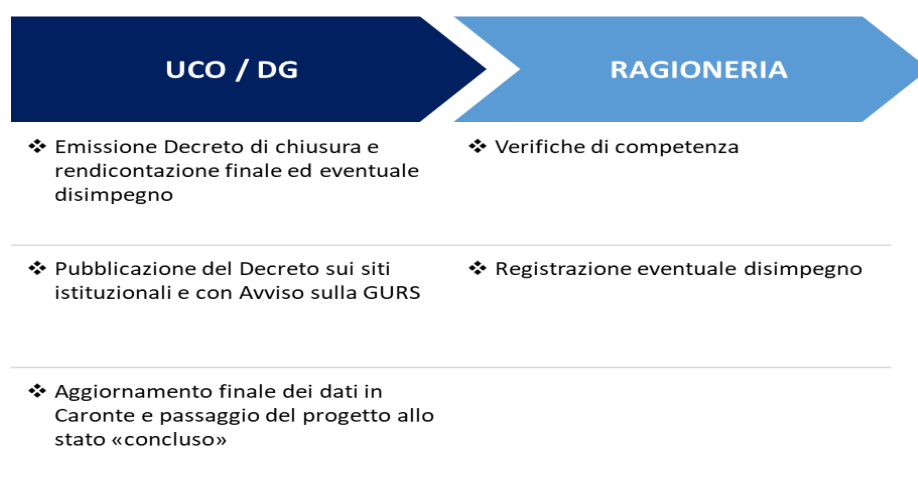 UCO / DG
RAGIONERIA
❖ Emissione Decreto di chiusura e
rendicontazione finale ed eventuale
disimpegno
❖ Verifiche di competenza
❖ Pubblicazione del Decreto sui siti
istituzionali e con Avviso sulla GURS
❖ Registrazione eventuale disimpegno
❖ Aggiornamento finale dei dati in
Caronte e passaggio del progetto allo
stato «concluso»